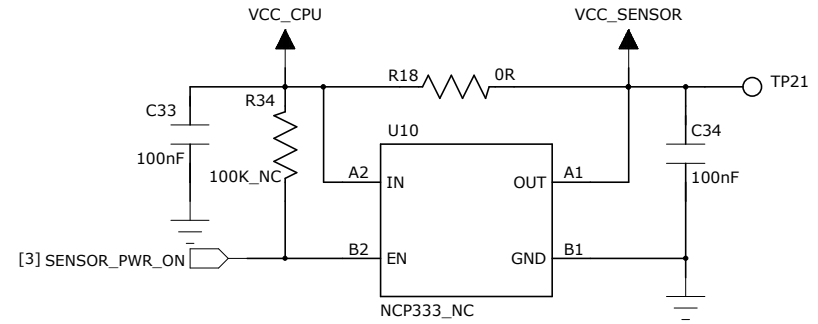 VCC_CPU
VCC_SENSOR
R18
0R
TP21
C33
R34
U10
C34
100nF
100K_NC
A2
IN
OUT
A1
100nF
[3] SENSOR_PWR_ON
B2
EN
GND
B1
NCP333_NC